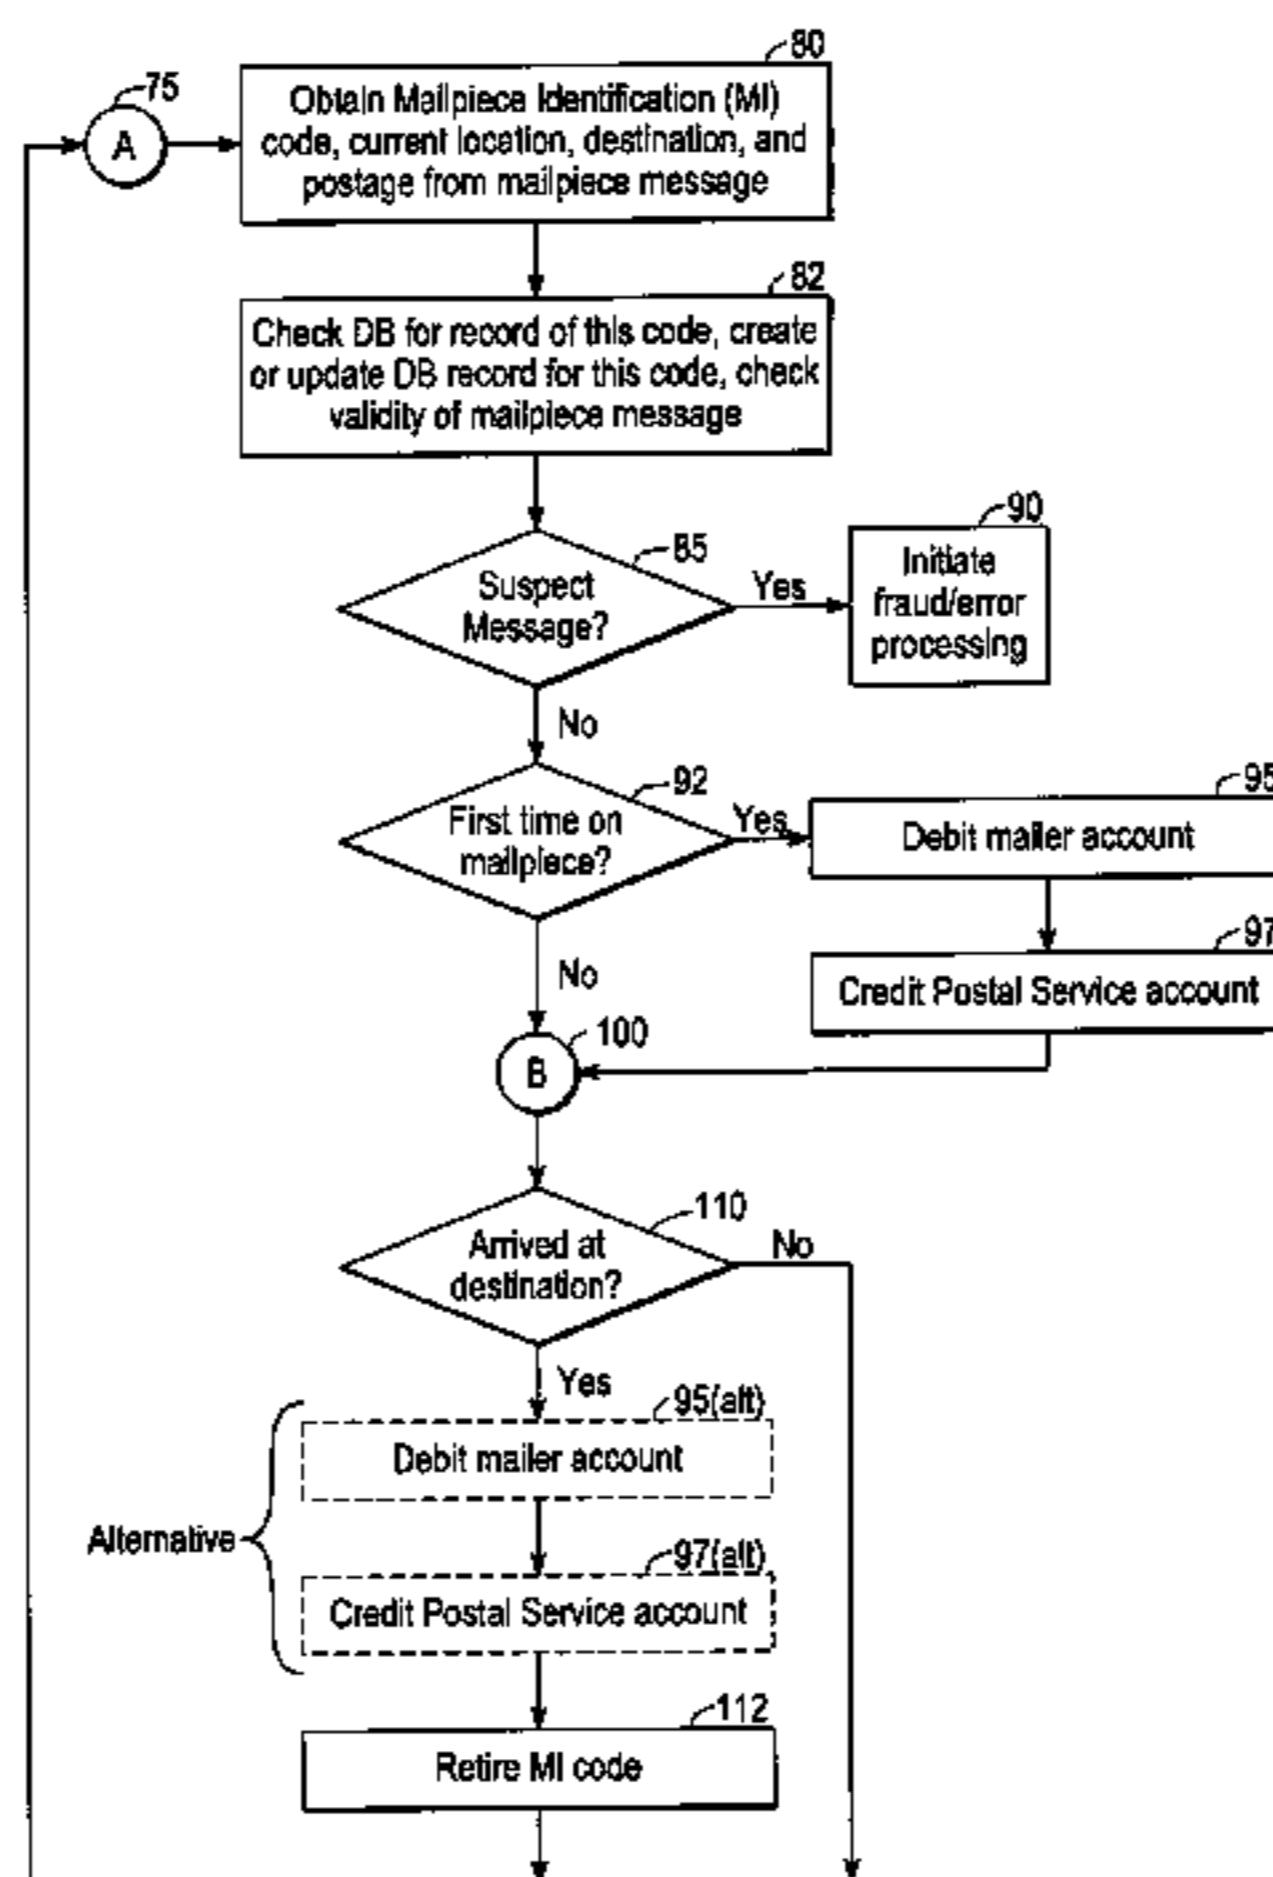 80
75
A
Obtain Mailpiece Identification (MI)
code, current location, destination, and
postage from mailpiece message
82
Check DB for record of this code, create
or update DB record for this code, check
validity of mailpiece message
85
Suspect
Message?
Yes
90
Initiate
fraud/error
processing
No
92
First time on
mailpiece?
Yes
95
Debit mailer account
97
Credit Postal Service account
No
100
B
110
Arrived at
destination?
No
Yes
95(alt)
Debit mailer account
Alternative
97(alt)
Credit Postal Service account
112
Retire MI code